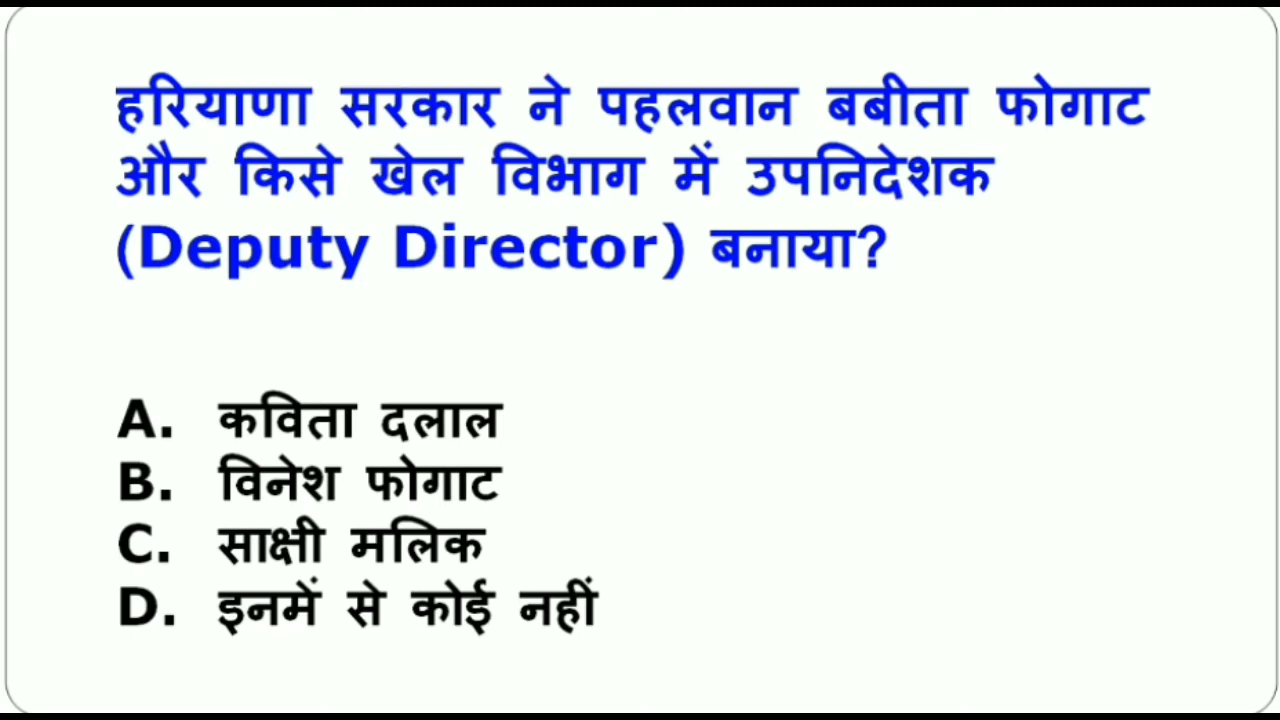 हरियाणा सरकार ने पहलवान बबीता फोगाट
और किसे खेल विभाग में उपनिदेशक
(Deputy Director) बनाया?
A. कविता दलाल
B. विनेश फोगाट
C. साक्षी मलिक
D. इनमें से कोई नहीं